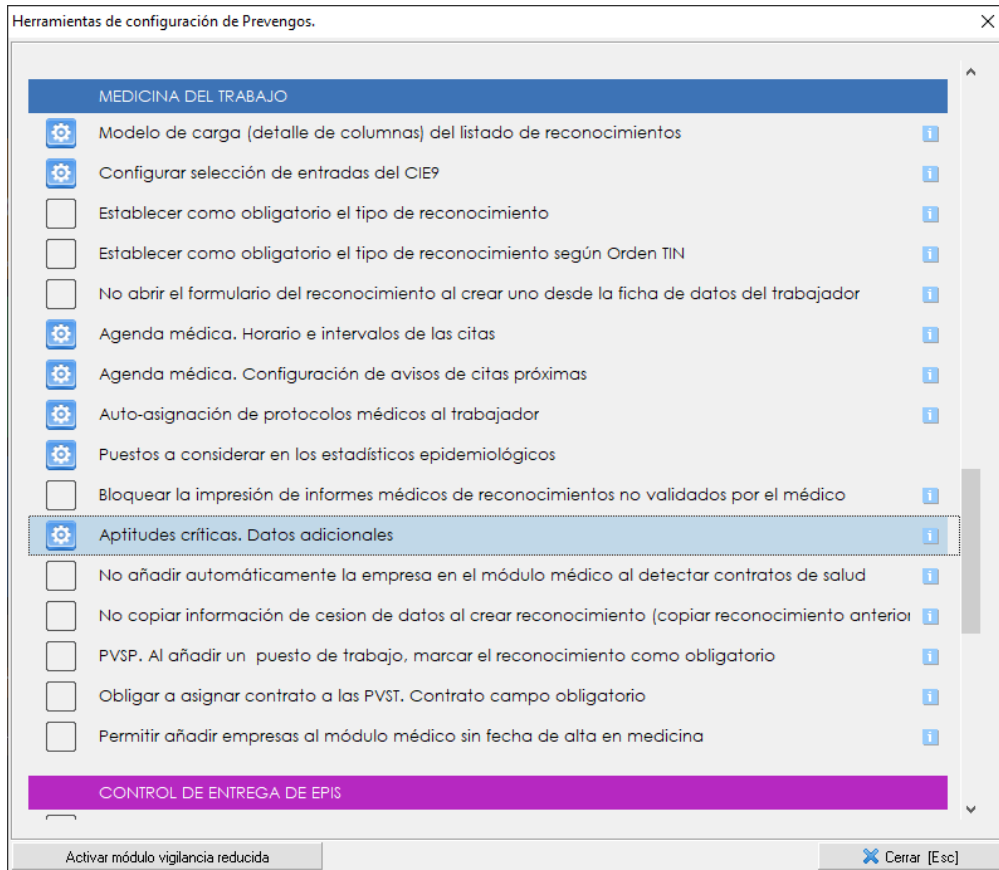 Herramientas de configuración de Prevengos.
MEDICINA DEL TRABAJO
Modelo de carga (detalle de columnas) del listado de reconocimientos
Configurar selección de entradas del CIE9
Establecer como obligatorio el tipo de reconocimiento
Establecer como obligatorio el tipo de reconocimiento según Orden TIN
No abrir el formulario del reconocimiento al crear uno desde la ficha de datos del trabajador
Agenda médica. Horario e intervalos de las citas
Agenda médica. Configuración de avisos de citas próximas
Auto-asignación de protocolos médicos al trabajador
Puestos a considerar en los estadísticos epidemiológicos
Bloquear la impresión de informes médicos de reconocimientos no validados por el médico
Aptitudes críticas. Datos adicionales
No añadir automáticamente la empresa en el módulo médico al detectar contratos de salud
No copiar información de cesion de datos al crear reconocimiento (copiar reconocimiento anterior
PVSP. Al añadir un puesto de trabajo, marcar el reconocimiento como obligatorio
Obligar a asignar contrato a las PVST. Contrato campo obligatorio
Permitir añadir empresas al módulo médico sin fecha de alta en medicina
CONTROL DE ENTREGA DE EPIS
Activar módulo vigilancia reducida
Cerrar [Esc]